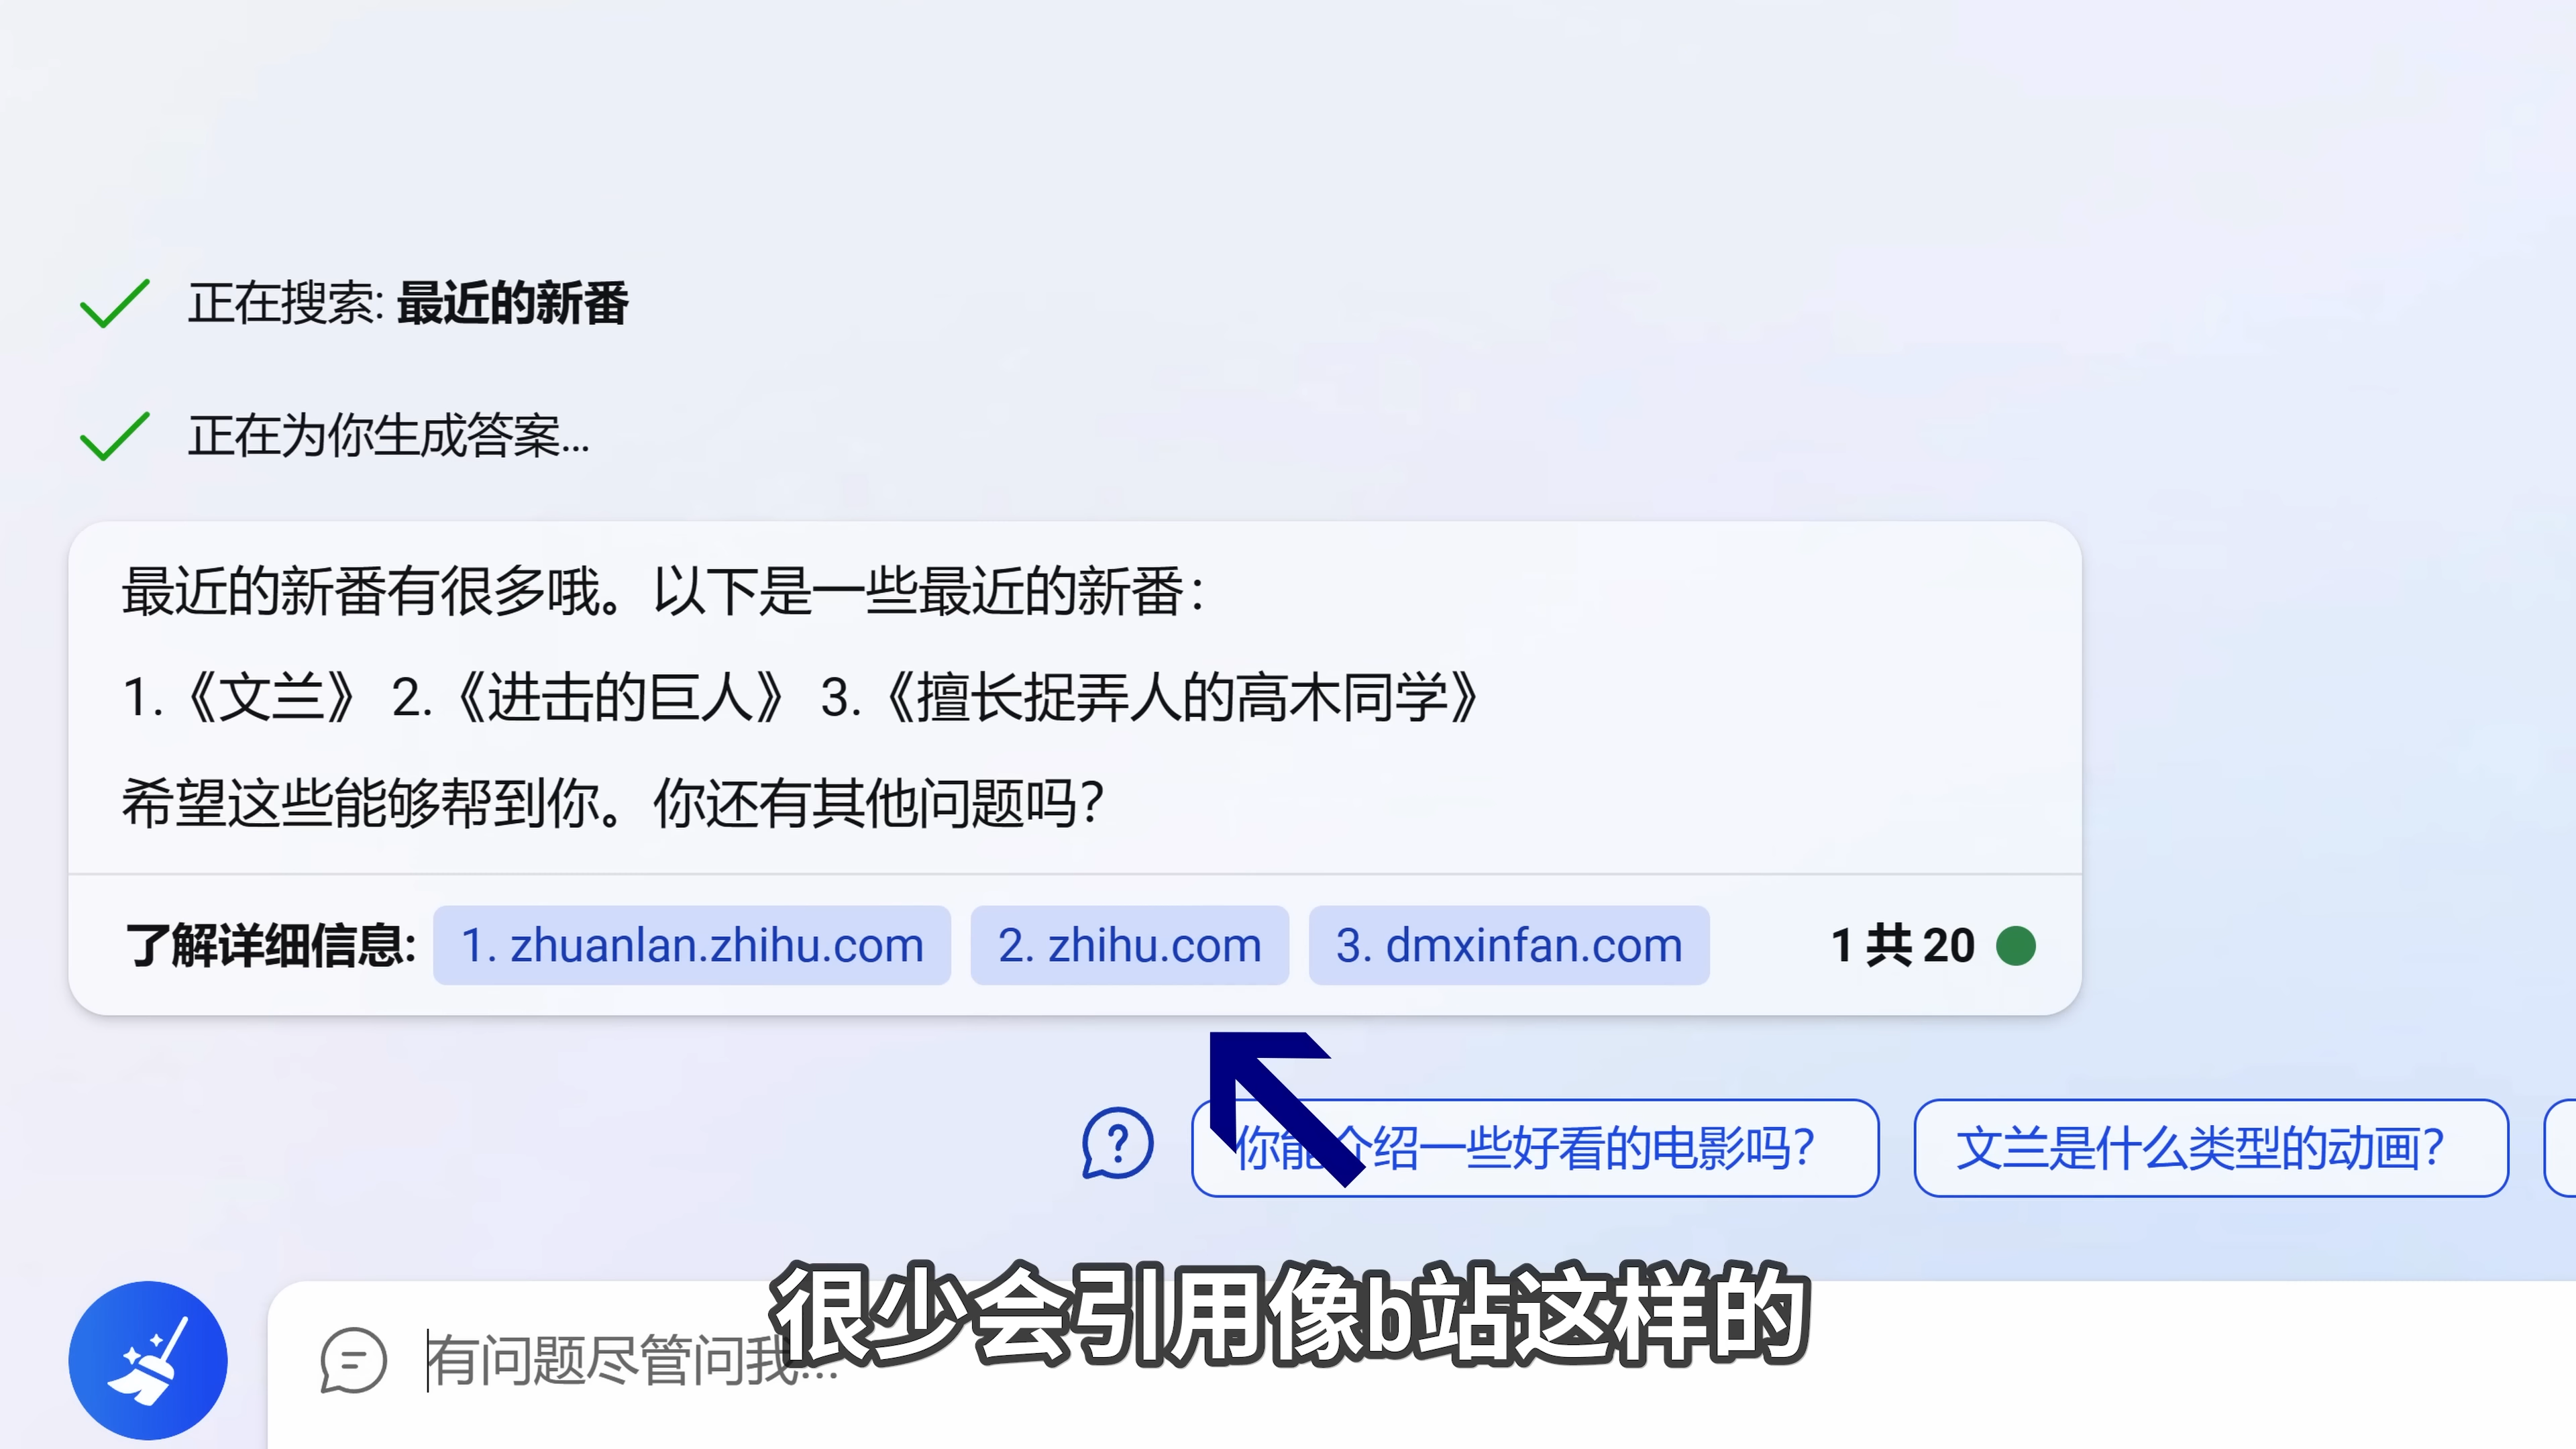 正在搜索: 最近的新番
正在为你生成答案...
最近的新番有很多哦。以下是一些最近的新番：
1.《文兰》 2.《进击的巨人》 3.《擅长捉弄人的高木同学》
希望这些能够帮到你。你还有其他问题吗？
了解详细信息: 1. zhuanlan.zhihu.com 2. zhihu.com 3. dmxinfan.com 1 共 20
你能介绍一些好看的电影吗？ 文兰是什么类型的动画？
很少会引用像b站这样的
有问题尽管问我...